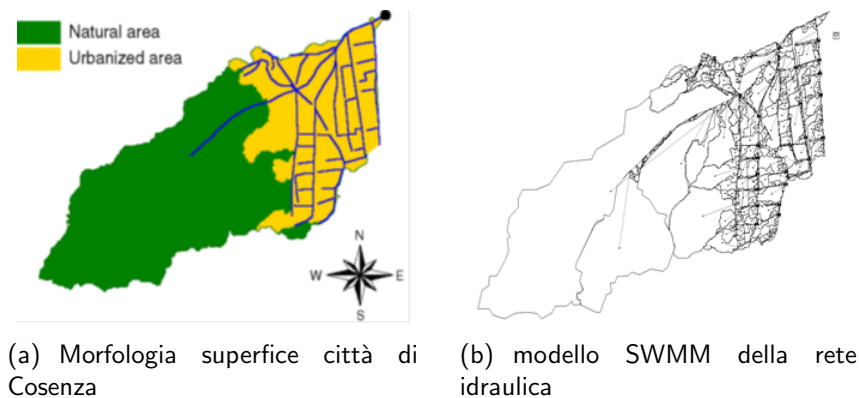 Natural area
Urbanized area
N
W
E
S
(a) Morfologia superfice città di
Cosenza
(b) modello SWMM della rete
idraulica